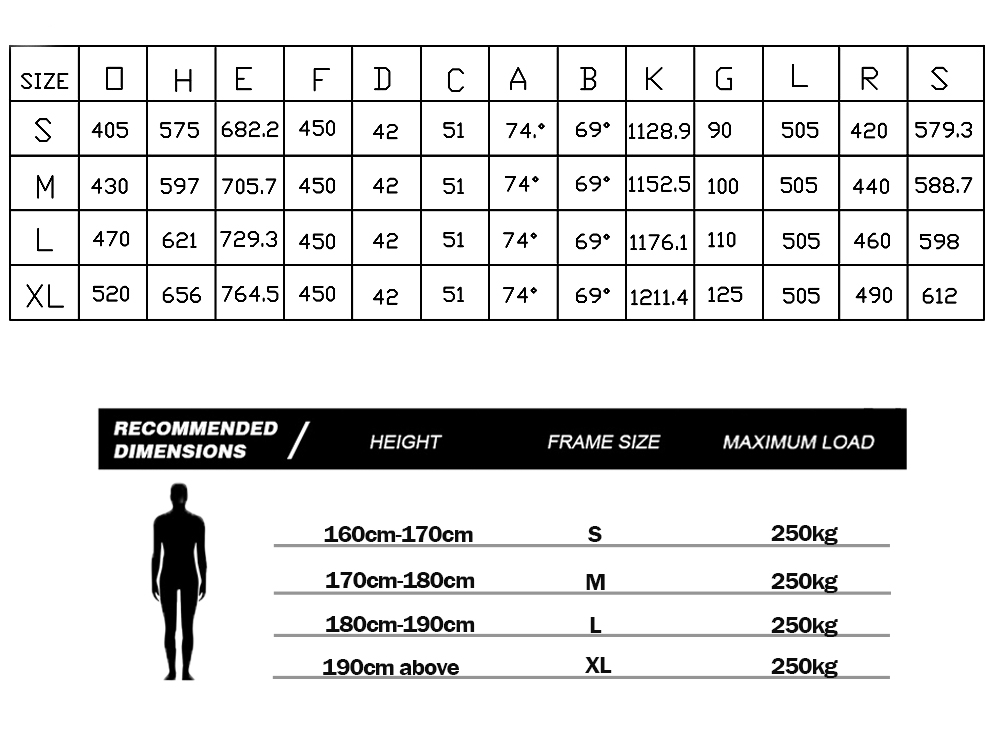 SIZE O H E F D C A B K G L R S
S 405 575 682.2 450 42 51 74.° 69° 1128.9 90 505 420 579.3
M 430 597 705.7 450 42 51 74° 69° 1152.5 100 505 440 588.7
L 470 621 729.3 450 42 51 74° 69° 1176.1 110 505 460 598
XL 520 656 764.5 450 42 51 74° 69° 1211.4 125 505 490 612
RECOMMENDED
DIMENSIONS / HEIGHT FRAME SIZE MAXIMUM LOAD
160cm-170cm S 250kg
170cm-180cm M 250kg
180cm-190cm L 250kg
190cm above XL 250kg